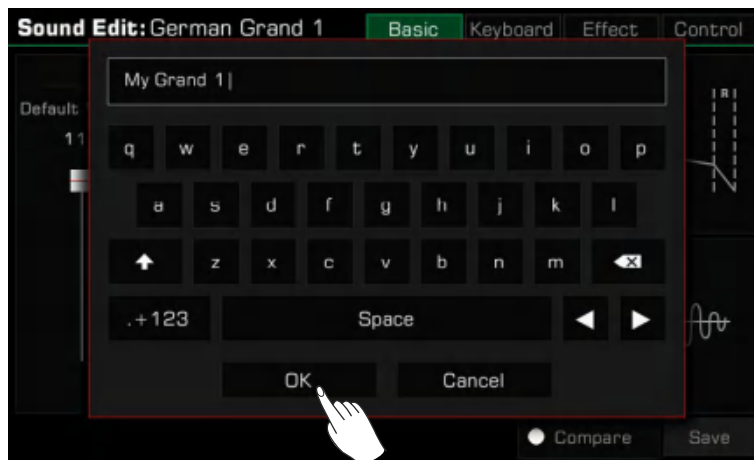 Sound Edit: German Grand 1 Basic Keyboard Effect Control
My Grand 1
R
Default
11
q w e r t y u i o p
a s d f g h j k l
z x c v b n m
.+123 Space
OK Cancel
Compare Save